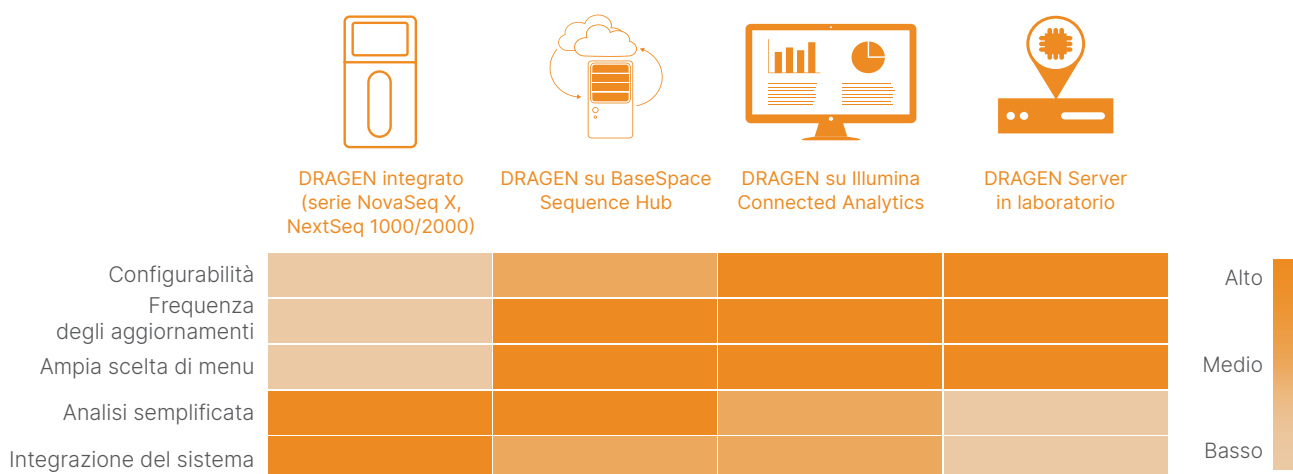 DRAGEN integrato
(serie NovaSeq X,
NextSeq 1000/2000)
DRAGEN su BaseSpace
Sequence Hub
DRAGEN su Illumina
Connected Analytics
DRAGEN Server
in laboratorio
Configurabilità
Frequenza
degli aggiornamenti
Ampia scelta di menu
Analisi semplificata
Integrazione del sistema
Alto
Medio
Basso